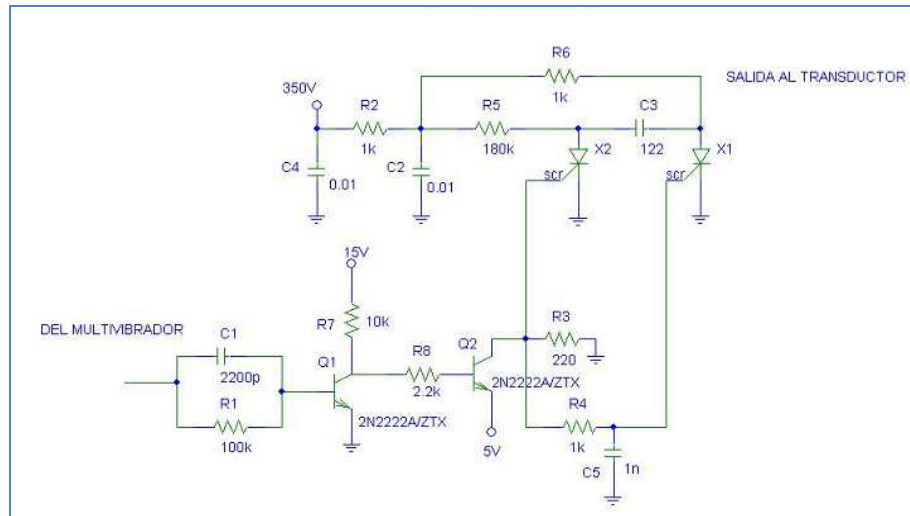 R6
1k
SALIDA AL TRANSDUCTOR
350V
R2
1k
R5
180k
C3
122
X2
X1
scr
scr
C4
0.01
C2
0.01
15V
R7
10k
DEL MULTIVIBRADOR
C1
2200p
R1
100k
Q1
2N2222A/ZTX
R8
2.2k
Q2
2N2222A/ZTX
5V
R3
220
R4
1k
C5
1n